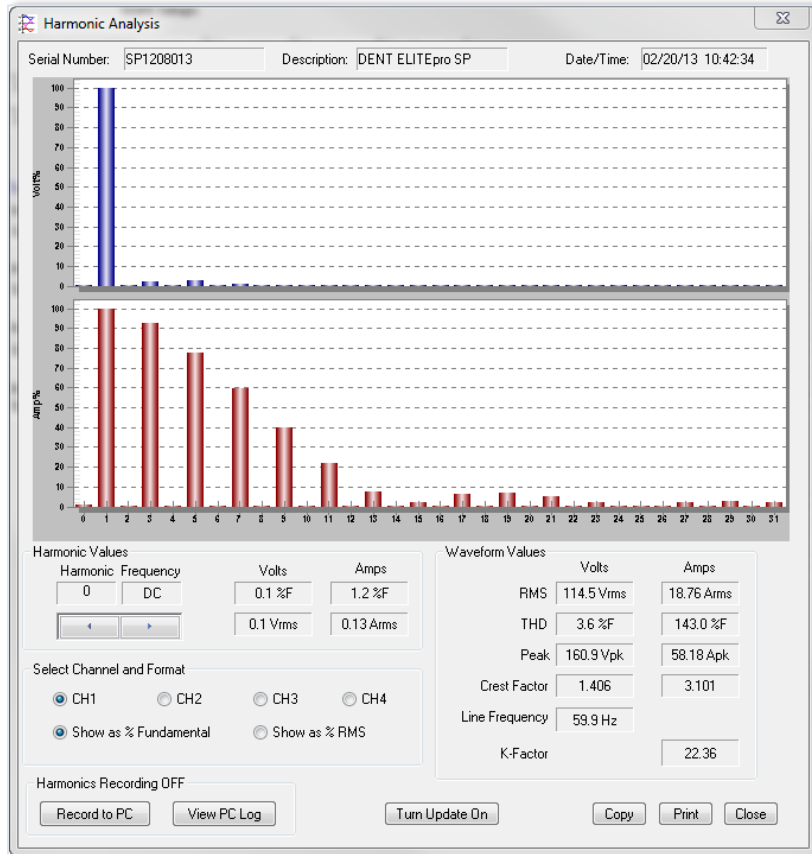 Harmonic Analysis
Serial Number: SP1208013 Description: DENT ELITEpro SP Date/Time: 02/20/13 10:42:34
Volt%
100
90
80
70
60
50
40
30
20
10
0
Amp%
100
90
80
70
60
50
40
30
20
10
0
0 1 2 3 4 5 6 7 8 9 10 11 12 13 14 15 16 17 18 19 20 21 22 23 24 25 26 27 28 29 30 31
Harmonic Values
Harmonic Frequency Volts Amps
0 DC 0.1 %F 1.2 %F
0.1 Vrms 0.13 Arms
Select Channel and Format
CH1 CH2 CH3 CH4
Show as % Fundamental Show as % RMS
Waveform Values
Volts Amps
RMS 114.5 Vrms 18.76 Arms
THD 3.6 %F 143.0 %F
Peak 160.9 Vpk 58.18 Apk
Crest Factor 1.406 3.101
Line Frequency 59.9 Hz
K-Factor 22.36
Harmonics Recording OFF
Record to PC View PC Log Turn Update On Copy Print Close